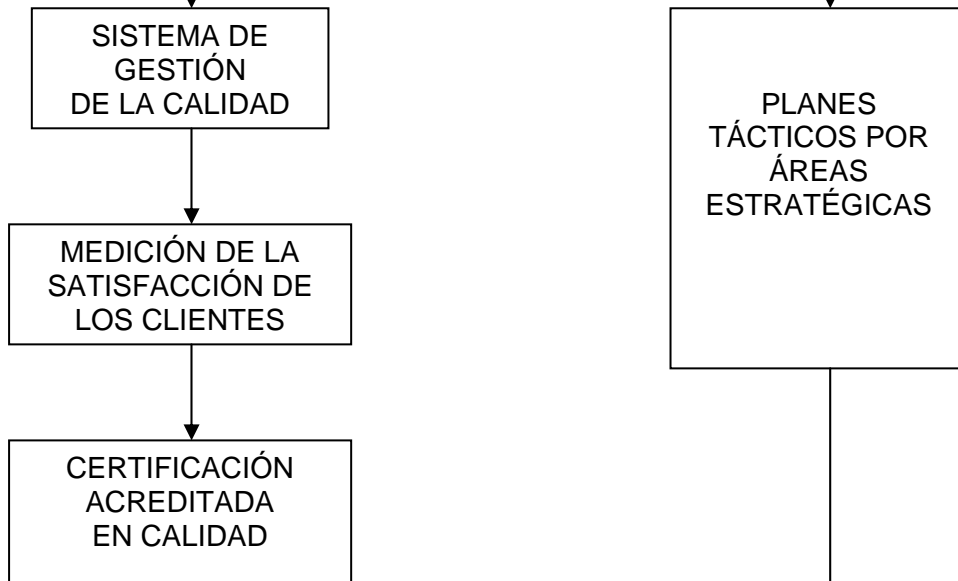 SISTEMA DE
GESTIÓN
DE LA CALIDAD
MEDICIÓN DE LA
SATISFACCIÓN DE
LOS CLIENTES
CERTIFICACIÓN
ACREDITADA
EN CALIDAD
PLANES
TÁCTICOS POR
ÁREAS
ESTRATÉGICAS